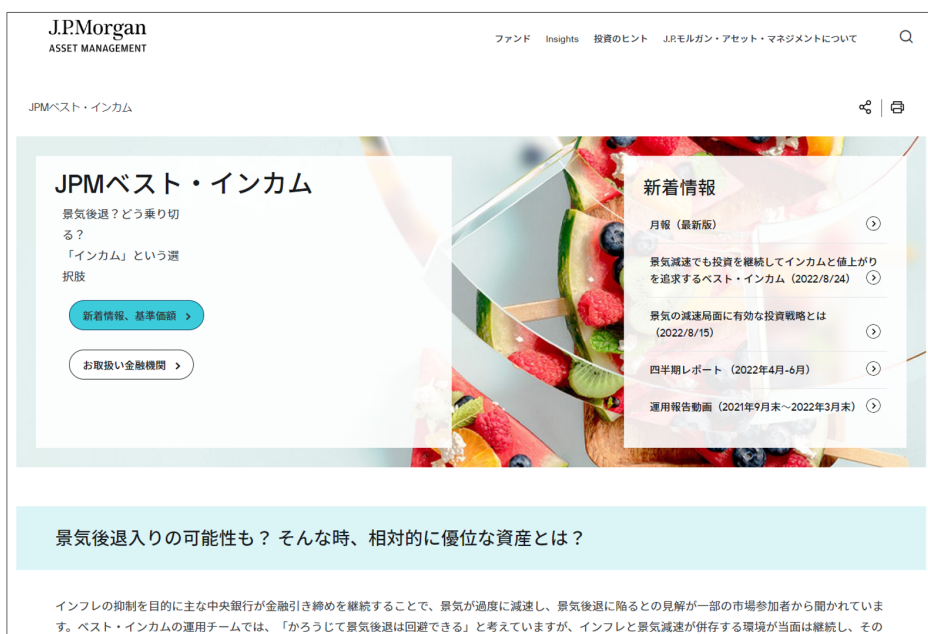 J.P.Morgan
ASSET MANAGEMENT
ファンド Insights 投資のヒント J.P.モルガン・アセット・マネジメントについて
JPMベスト・インカム
JPMベスト・インカム
景気後退？どう乗り切
る？
「インカム」という選
択肢
新着情報、基準価額
お取扱い金融機関
新着情報
月報（最新版）
景気減速でも投資を継続してインカムと値上がり
を追求するベスト・インカム（2022/8/24）
景気の減速局面に有効な投資戦略とは
（2022/8/15）
四半期レポート （2022年4月-6月）
運用報告動画（2021年9月末～2022年3月末）
景気後退入りの可能性も？ そんな時、相対的に優位な資産とは？
インフレの抑制を目的に主な中央銀行が金融引き締めを継続することで、景気が過度に減速し、景気後退に陥るとの見解が一部の市場参加者から聞かれていま
す。ベスト・インカムの運用チームでは、「かろうじて景気後退は回避できる」と考えていますが、インフレと景気減速が併存する環境が当面は継続し、その